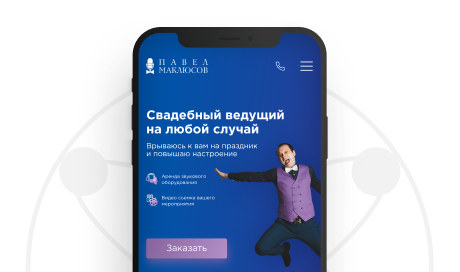 ПАВЕЛ
МАКЛЮСОВ
Свадебный ведущий
на любой случай
Врываюсь к вам на праздник
и повышаю настроение
Аренда звукового
оборудования
Видео съемка вашего
мероприятия
Заказать